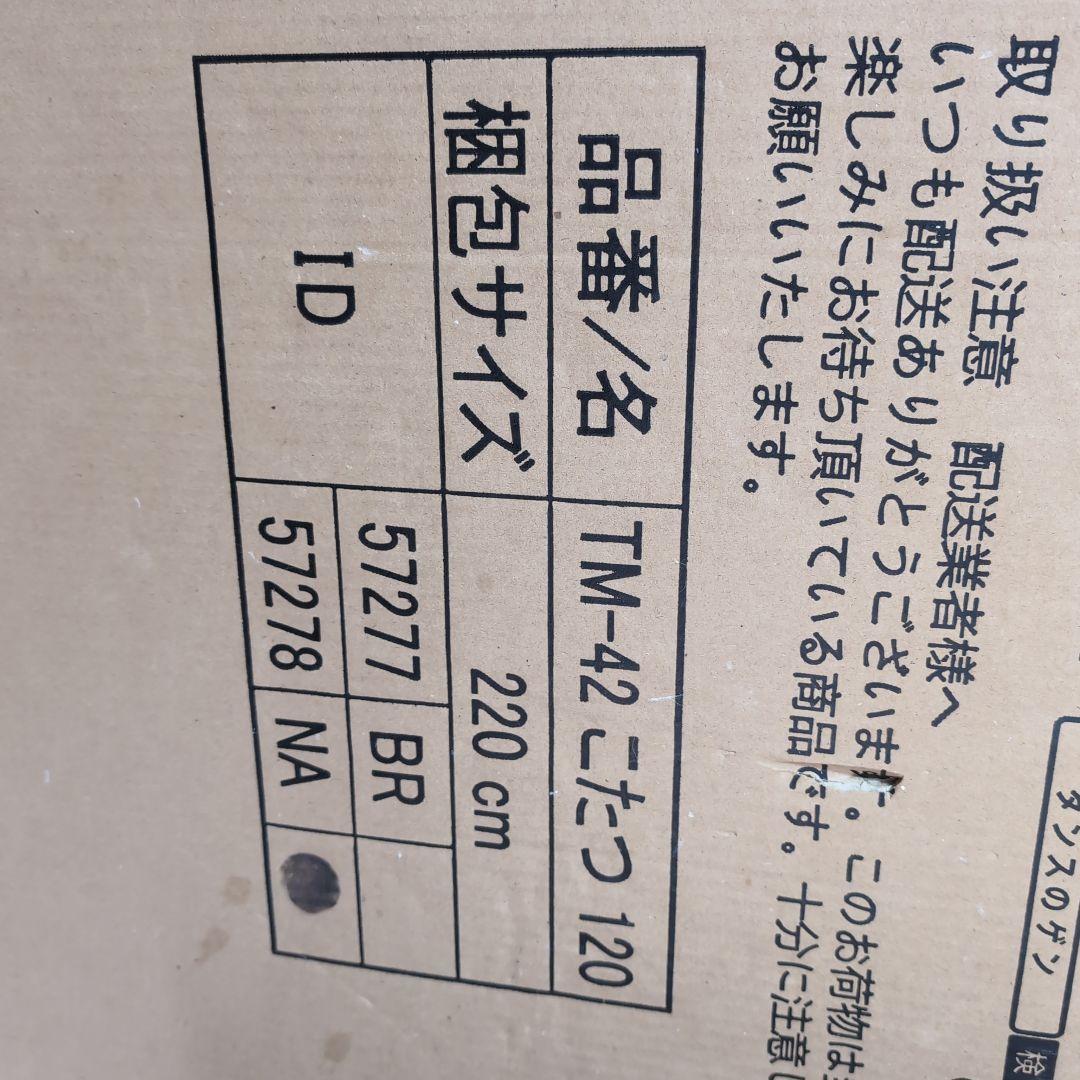 取り扱い注意 配送業者様へ
いつも配送ありがとうございます。このお荷物は
楽しみにお待ち頂いている商品です。十分に注意し
お願いいたします。
品番/名 TM-42 こたつ 120
梱包サイズ 220 cm
ID 57277 BR
57278 NA
タンスのゲン
検